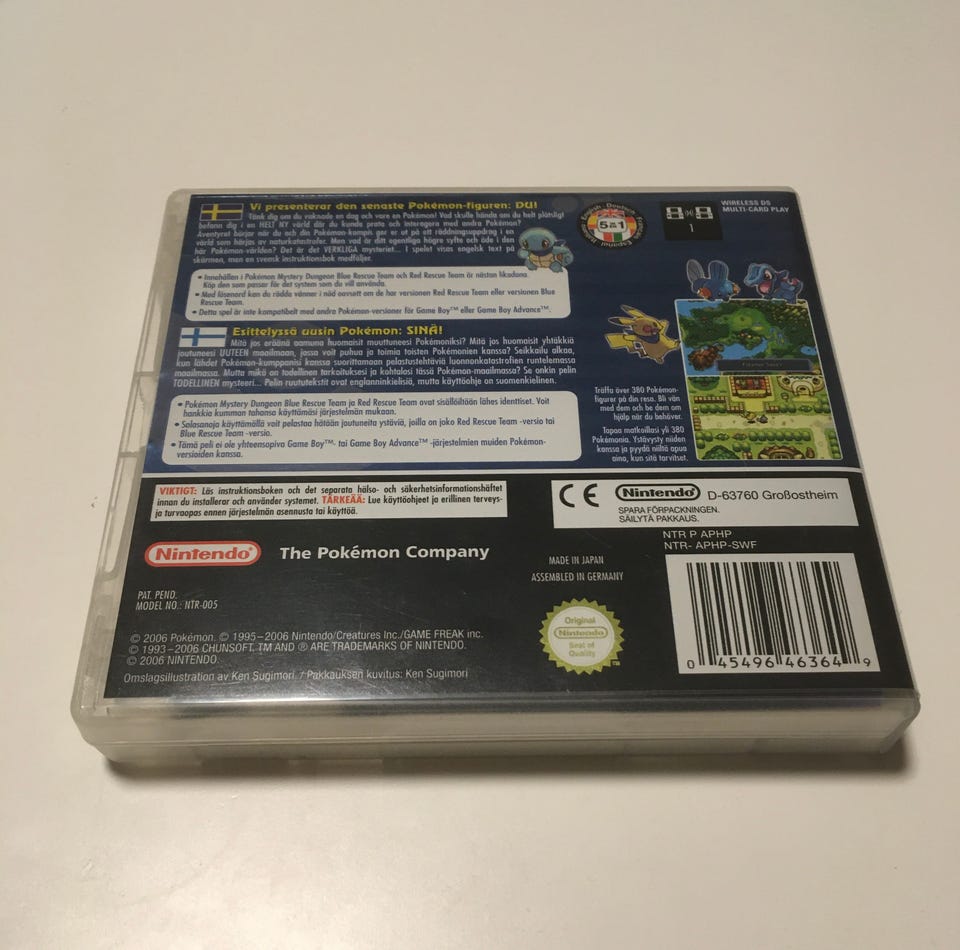 Vi presenterar den senaste Pokémon-figuren: DU!
Tänk dig om du vaknade en dag och vore en Pokémon! Vad skulle hända om du helt plötsligt
befann dig i en HELT NY värld där du kunde prata och interagera med andra Pokémon?
Äventyret börjar när du och din Pokémon-kompis ger er ut på ett räddningsuppdrag i en
värld som härjas av naturkatastrofer. Men vad är ditt egentliga högre syfte och öde i den
här Pokémon-världen? Det är det VERKLIGA mysteriet... I spelet visas engelsk text på
skärmen, men en svensk instruktionsbok medföljer.
• Innehållen i Pokémon Mystery Dungeon Blue Rescue Team och Red Rescue Team är nästan likadana.
Köp den som passar för det system som du vill använda.
• Med lösenord kan du rädda vänner i nöd oavsett om de har versionen Red Rescue Team eller versionen Blue
Rescue Team.
• Detta spel är inte kompatibelt med andra Pokémon-versioner för Game Boy™ eller Game Boy Advance™.
English Deutsch
5 in 1
Español
8 8
1
WIRELESS DS
MULTI-CARD PLAY
Esittelyssä uusin Pokémon: SINÄ!
Mitä jos eräänä aamuna huomaisit muuttuneesi Pokémoniksi? Mitä jos huomaisit yhtäkkiä
joutuneesi UUTEEN maailmaan, jossa voit puhua ja toimia toisten Pokémonien kanssa? Seikkailu alkaa,
kun lähdet Pokémon-kumppanisi kanssa suorittamaan pelastustehtäviä luonnonkatastrofien runtelemassa
maailmassa. Mutta mikä on todellinen tarkoituksesi ja kohtalosi tässä Pokémon-maailmassa? Se onkin pelin
TODELLINEN mysteeri... Pelin ruututekstit ovat englanninkielisiä, mutta käyttöohje on suomenkielinen.
• Pokémon Mystery Dungeon Blue Rescue Team ja Red Rescue Team ovat sisällöltään lähes identtiset. Voit
hankkia kumman tahansa käyttämäsi järjestelmän mukaan.
• Salasanoja käyttämällä voit pelastaa hätään joutuneita ystäviä, joilla on joko Red Rescue Team -versio tai
Blue Rescue Team -versio.
• Tämä peli ei ole yhteensopiva Game Boy™- tai Game Boy Advance™ -järjestelmien muiden Pokémon-
versioiden kanssa.
Träffa över 380 Pokémon-
figurer på din resa. Bli vän
med dem och be dem om
hjälp när du behöver.
Tapaa matkoillasi yli 380
Pokémonia. Ystävysty niiden
kanssa ja pyydä niiltä apua
aina, kun sitä tarvitset.
VIKTIGT: Läs instruktionsboken och det separata hälso- och säkerhetsinformationshäftet
innan du installerar och använder systemet. TÄRKEÄÄ: Lue käyttöohjeet ja erillinen terveys-
ja turvaopas ennen järjestelmän asennusta tai käyttöä.
CE Nintendo D-63760 Großostheim
SPARA FÖRPACKNINGEN.
SÄILYTÄ PAKKAUS.
NTR P APHP
NTR- APHP-SWF
Nintendo The Pokémon Company
MADE IN JAPAN
ASSEMBLED IN GERMANY
PAT. PEND.
MODEL NO.: NTR-005
Original
Nintendo
Seal of
Quality
TM
© 2006 Pokémon. © 1995–2006 Nintendo/Creatures Inc./GAME FREAK inc.
© 1993–2006 CHUNSOFT. TM AND ® ARE TRADEMARKS OF NINTENDO.
© 2006 NINTENDO.
Omslagsillustration av Ken Sugimori. / Pakkauksen kuvitus: Ken Sugimori
0 45496 46364 9